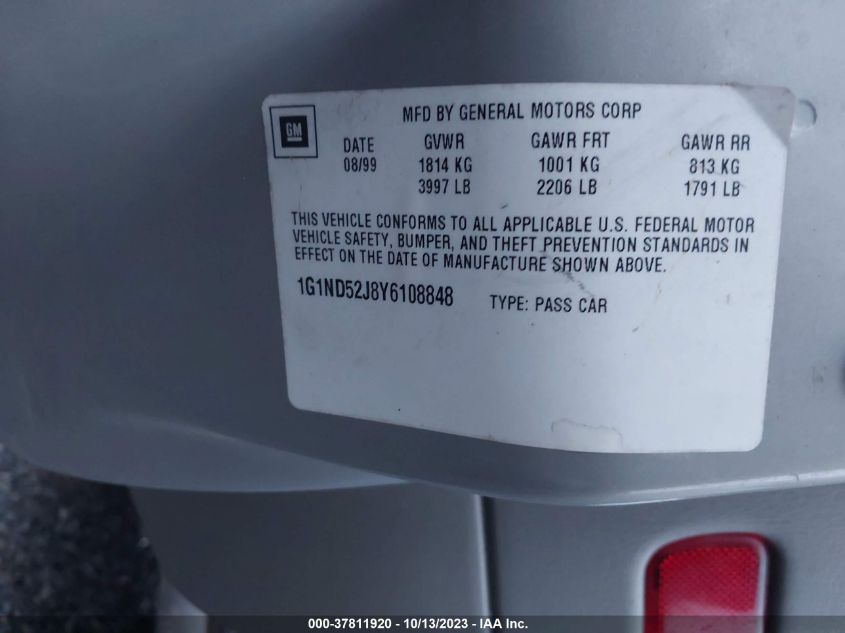 MFD BY GENERAL MOTORS CORP
GM
DATE GVWR GAWR FRT GAWR RR
08/99 1814 KG 1001 KG 813 KG
3997 LB 2206 LB 1791 LB
THIS VEHICLE CONFORMS TO ALL APPLICABLE U.S. FEDERAL MOTOR
VEHICLE SAFETY, BUMPER, AND THEFT PREVENTION STANDARDS IN
EFFECT ON THE DATE OF MANUFACTURE SHOWN ABOVE.
1G1ND52J8Y6108848 TYPE: PASS CAR
000-37811920 - 10/13/2023 - IAA Inc.